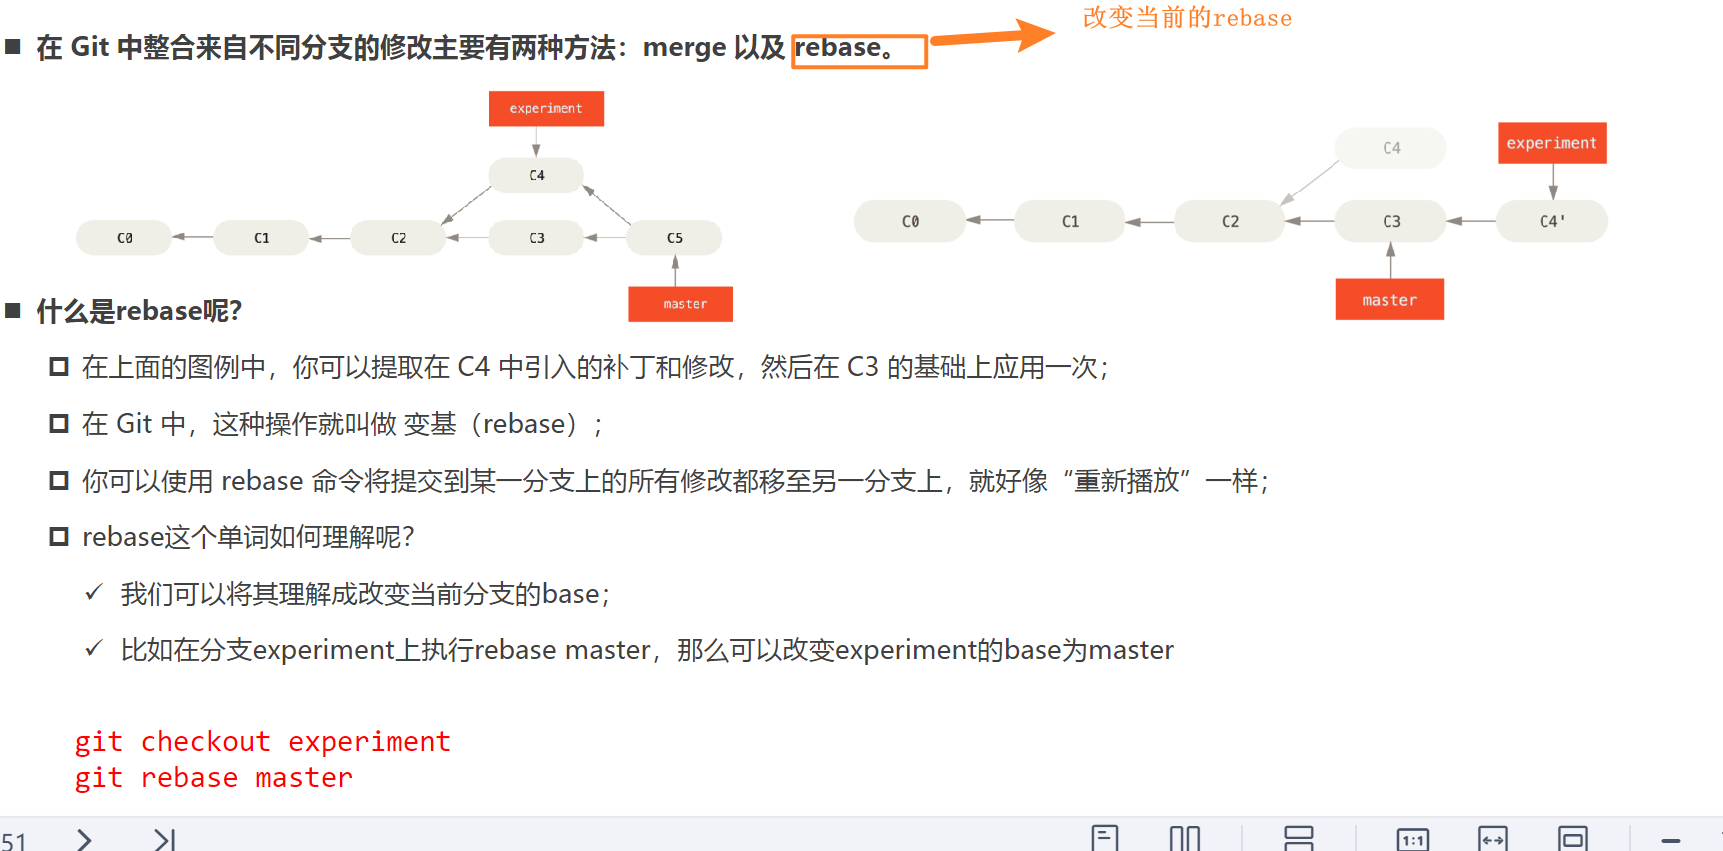 改变当前的rebase
■ 在 Git 中整合来自不同分支的修改主要有两种方法：merge 以及 rebase。
experiment
C4
C0 C1 C2 C3 C5
master
C4
experiment
C0 C1 C2 C3 C4'
master
■ 什么是rebase呢？
在上面的图例中，你可以提取在 C4 中引入的补丁和修改，然后在 C3 的基础上应用一次；
在 Git 中，这种操作就叫做 变基（rebase）；
你可以使用 rebase 命令将提交到某一分支上的所有修改都移至另一分支上，就好像“重新播放”一样；
rebase这个单词如何理解呢？
✓ 我们可以将其理解成改变当前分支的base；
✓ 比如在分支experiment上执行rebase master，那么可以改变experiment的base为master
git checkout experiment
git rebase master
51
1:1